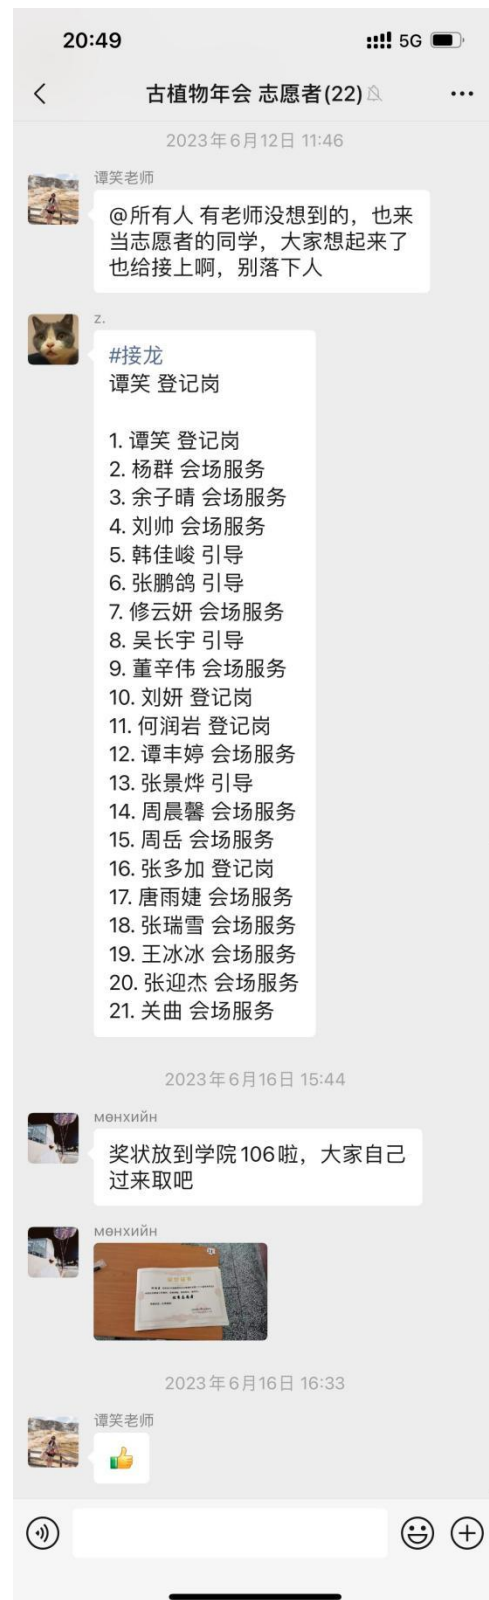 20:49
5G
古植物年会 志愿者(22)
2023年6月12日 11:46
谭笑老师
@所有人 有老师没想到的，也来
当志愿者的同学，大家想起来了
也给接上啊，别落下人
z.
#接龙
谭笑 登记岗
1. 谭笑 登记岗
2. 杨群 会场服务
3. 余子晴 会场服务
4. 刘帅 会场服务
5. 韩佳峻 引导
6. 张鹏鸽 引导
7. 修云妍 会场服务
8. 吴长宇 引导
9. 董辛伟 会场服务
10. 刘妍 登记岗
11. 何润岩 登记岗
12. 谭丰婷 会场服务
13. 张景烨 引导
14. 周晨馨 会场服务
15. 周岳 会场服务
16. 张多加 登记岗
17. 唐雨婕 会场服务
18. 张瑞雪 会场服务
19. 王冰冰 会场服务
20. 张迎杰 会场服务
21. 关曲 会场服务
2023年6月16日 15:44
мөнхийн
奖状放到学院106啦，大家自己
过来取吧
мөнхийн
2023年6月16日 16:33
谭笑老师